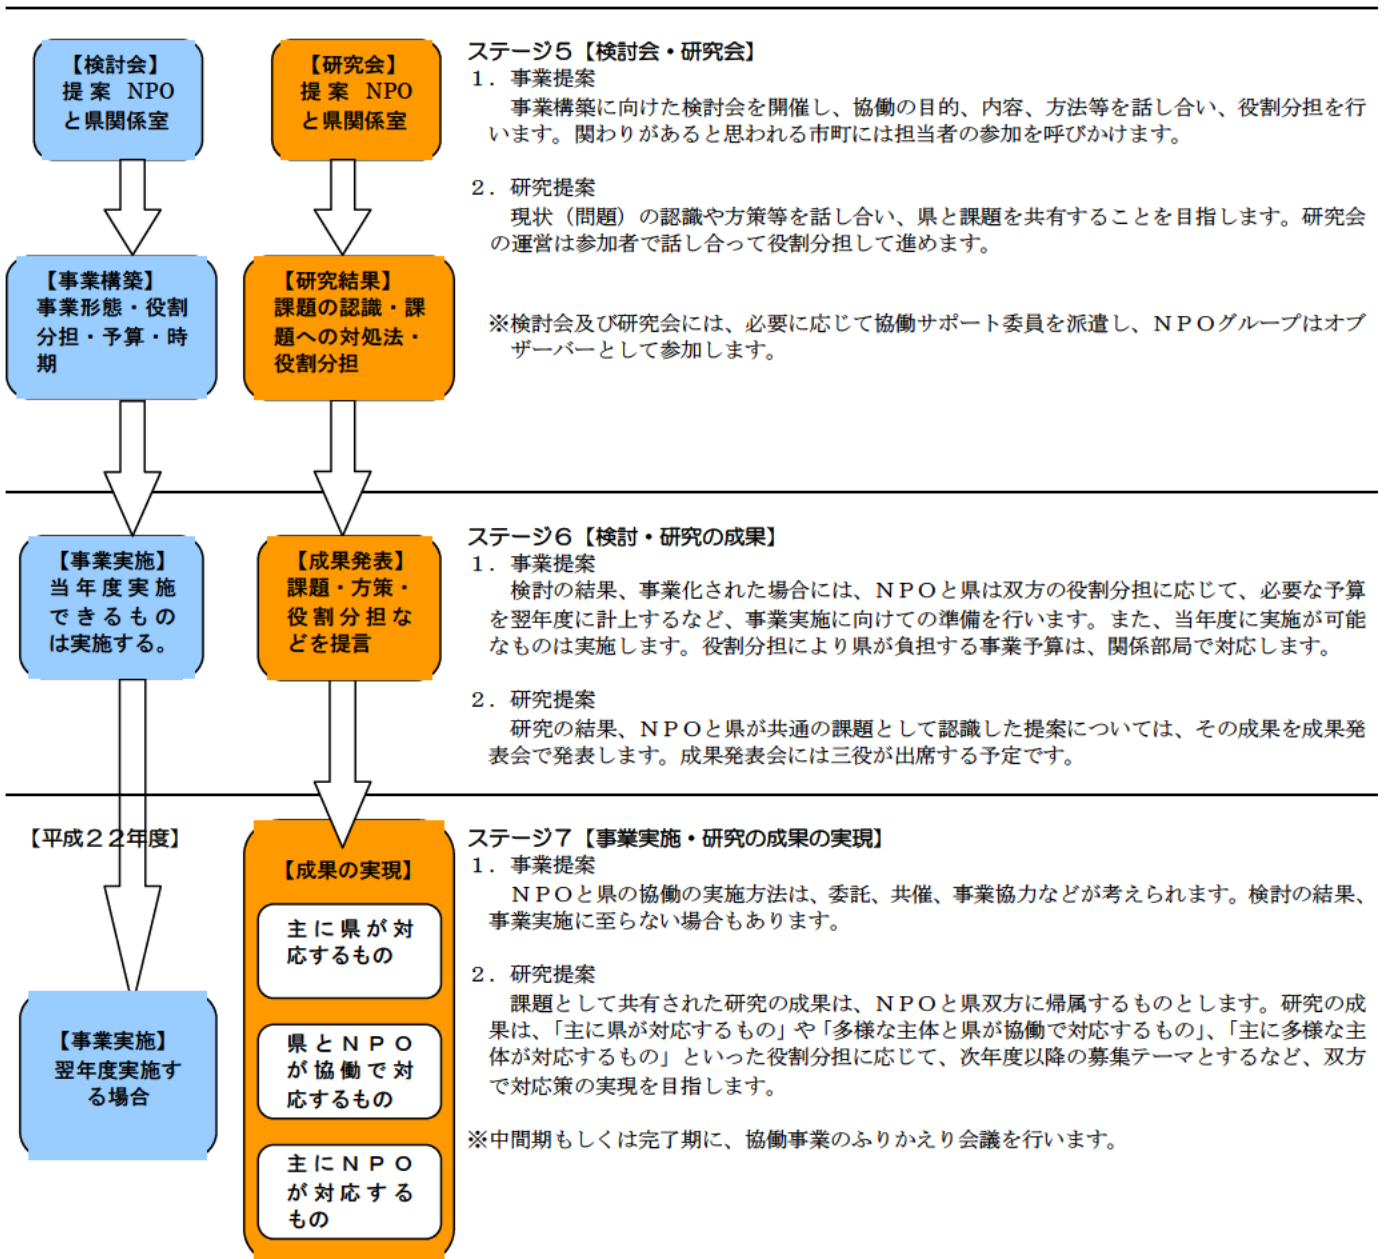 【検討会】
提案 NPO
と県関係室
【研究会】
提案 NPO
と県関係室
ステージ5【検討会・研究会】
1．事業提案
事業構築に向けた検討会を開催し、協働の目的、内容、方法等を話し合い、役割分担を行
います。関わりがあると思われる市町には担当者の参加を呼びかけます。
2．研究提案
現状（問題）の認識や方策等を話し合い、県と課題を共有することを目指します。研究会
の運営は参加者で話し合って役割分担して進めます。
※検討会及び研究会には、必要に応じて協働サポート委員を派遣し、ＮＰＯグループはオブ
ザーバーとして参加します。
【事業構築】
事業形態・役割
分担・予算・時
期
【研究結果】
課題の認識・課
題への対処法・
役割分担
【事業実施】
当年度実施
できるもの
は実施する。
【成果発表】
課題・方策・
役割分担な
どを提言
ステージ6【検討・研究の成果】
1．事業提案
検討の結果、事業化された場合には、ＮＰＯと県は双方の役割分担に応じて、必要な予算
を翌年度に計上するなど、事業実施に向けての準備を行います。また、当年度に実施が可能
なものは実施します。役割分担により県が負担する事業予算は、関係部局で対応します。
2．研究提案
研究の結果、ＮＰＯと県が共通の課題として認識した提案については、その成果を成果発
表会で発表します。成果発表会には三役が出席する予定です。
【平成２２年度】
【事業実施】
翌年度実施す
る場合
【成果の実現】
主に県が対
応するもの
県とＮＰＯ
が協働で対
応するもの
主にＮＰＯ
が対応する
もの
ステージ7【事業実施・研究の成果の実現】
1．事業提案
ＮＰＯと県の協働の実施方法は、委託、共催、事業協力などが考えられます。検討の結果、
事業実施に至らない場合もあります。
2．研究提案
課題として共有された研究の成果は、ＮＰＯと県双方に帰属するものとします。研究の成
果は、「主に県が対応するもの」や「多様な主体と県が協働で対応するもの」、「主に多様な主
体が対応するもの」といった役割分担に応じて、次年度以降の募集テーマとするなど、双方
で対応策の実現を目指します。
※中間期もしくは完了期に、協働事業のふりかえり会議を行います。